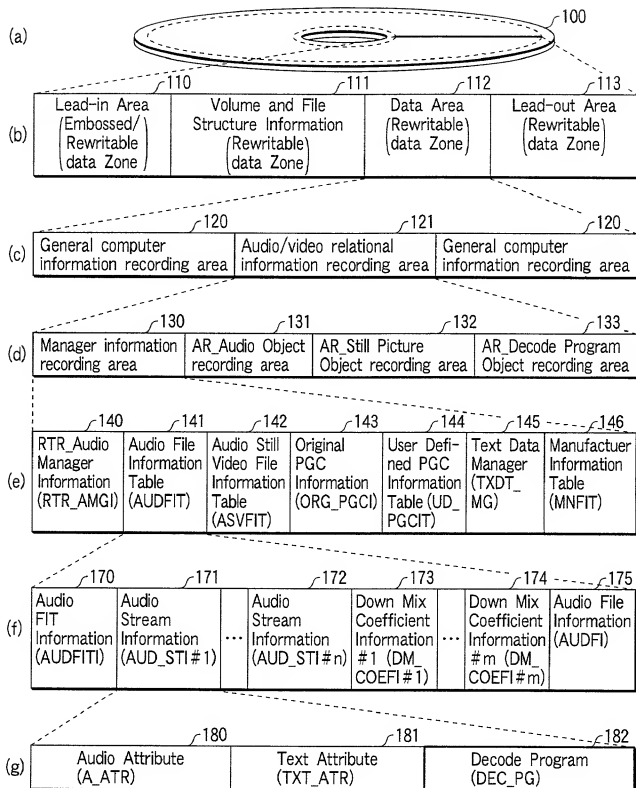 100
(a)
110
111
112
113
(b)
Lead-in Area
(Embossed/
Rewritable
data Zone)
Volume and File
Structure Information
(Rewritable)
data Zone)
Data Area
(Rewritable)
data Zone)
Lead-out Area
(Rewritable)
data Zone)
120
121
120
(c)
General computer
information recording area
Audio/video relational
information recording area
General computer
information recording area
130
131
132
133
(d)
Manager information
recording area
AR_Audio Object
recording area
AR_Still Picture
Object recording area
AR_Decode Program
Object recording area
140
141
142
143
144
145
146
(e)
RTR_Audio
Manager
Information
(RTR_AMGI)
Audio File
Information
Table
(AUDFIT)
Audio Still
Video File
Information
Table
(ASVFIT)
Original
PGC
Information
(ORG_PGCI)
User Defi-
ned PGC
Information
Table (UD_
PGCIT)
Text Data
Manager
(TXDT_
MG)
Manufactuer
Information
Table
(MNFIT)
170
171
172
173
174
175
(f)
Audio
FIT
Information
(AUDFITI)
Audio
Stream
Information
(AUD_STI#1)
...
Audio
Stream
Information
(AUD_STI#n)
Down Mix
Coefficient
Information
#1 (DM_
COEFI#1)
...
Down Mix
Coefficient
Information
#m (DM_
COEFI#m)
Audio File
Information
(AUDFI)
180
181
182
(g)
Audio Attribute
(A_ATR)
Text Attribute
(TXT_ATR)
Decode Program
(DEC_PG)